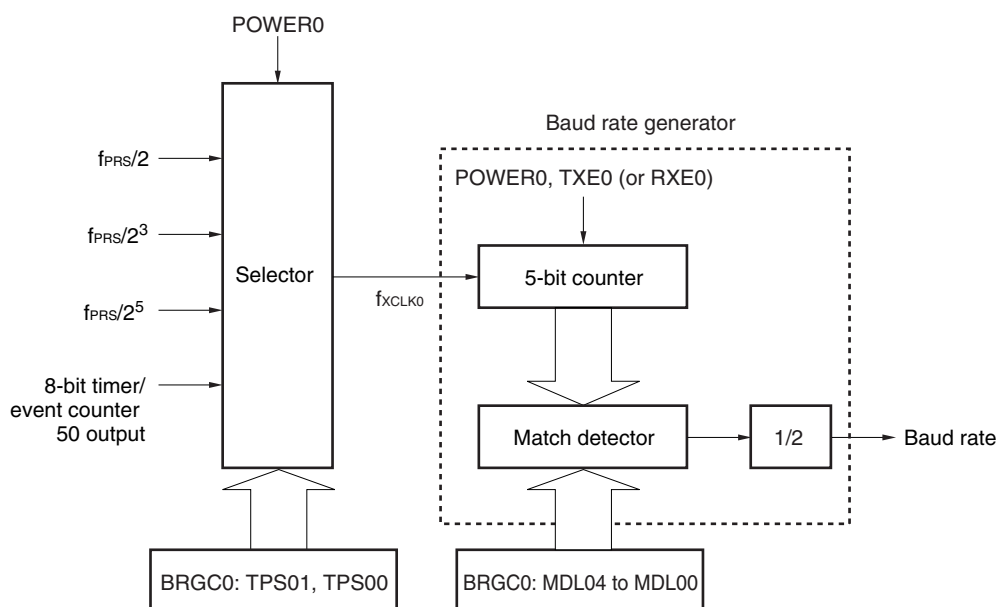 POWER0
Baud rate generator
fPRS/2
POWER0, TXE0 (or RXE0)
fPRS/2³
Selector
5-bit counter
fXCLK0
fPRS/2⁵
8-bit timer/
event counter
50 output
Match detector
1/2
Baud rate
BRGC0: TPS01, TPS00
BRGC0: MDL04 to MDL00